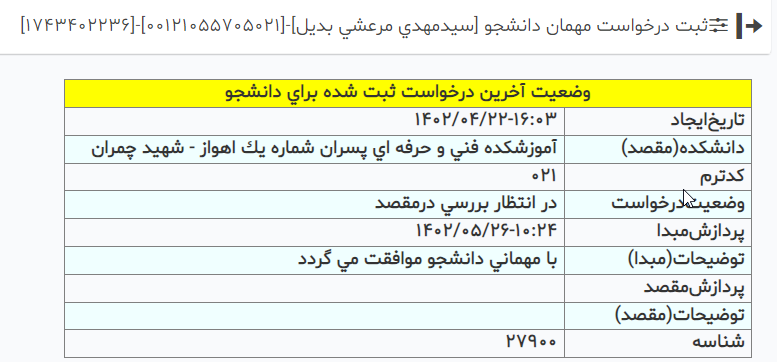 ثبت درخواست مهمان دانشجو [سيدمهدي مرعشي بديل]-[۰۰۱۲۱۰۵۵۷۰۵۰۲۱]-[۱۷۴۳۴۰۲۲۳۶]
وضعيت آخرين درخواست ثبت شده براي دانشجو
تاريخ‌ايجاد ۱۴۰۲/۰۴/۲۲-۱۶:۰۳
دانشكده(مقصد) آموزشكده فني و حرفه اي پسران شماره يك اهواز - شهيد چمران
كدترم ۰۲۱
وضعيت‌درخواست در انتظار بررسي درمقصد
پردازش‌مبدا ۱۴۰۲/۰۵/۲۶-۱۰:۲۴
توضيحات(مبدا) با مهماني دانشجو موافقت مي گردد
پردازش‌مقصد
توضيحات(مقصد)
شناسه ۲۷۹۰۰